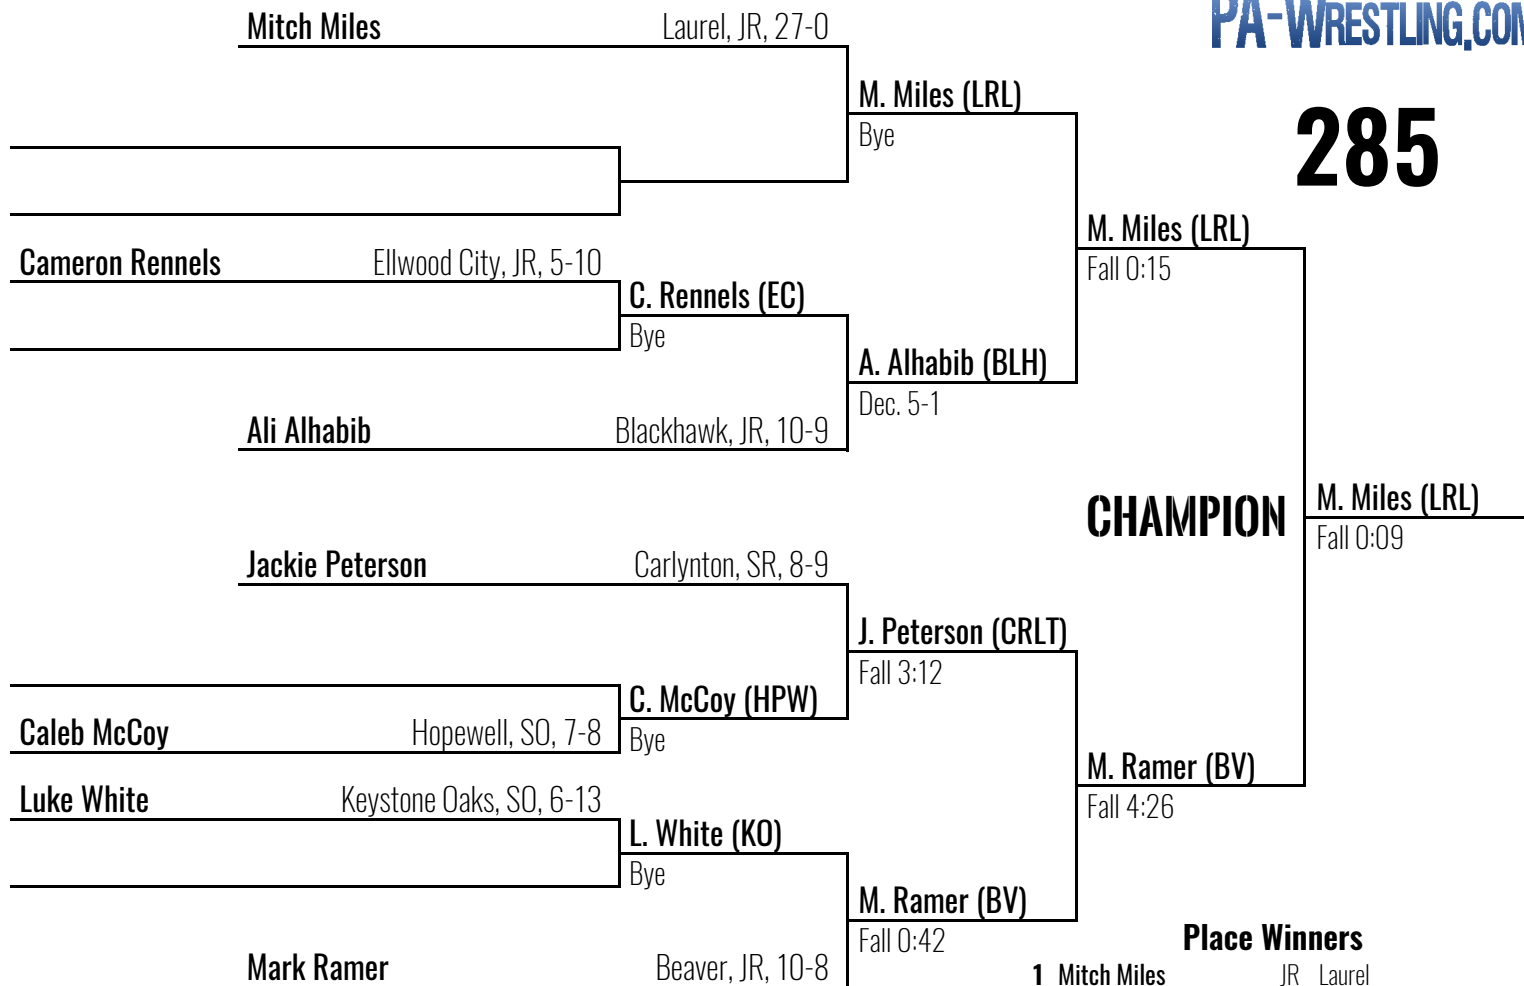 PA-WRESTLING.COM
Mitch Miles Laurel, JR, 27-0
M. Miles (LRL)
Bye
285
M. Miles (LRL)
Fall 0:15
Cameron Rennels Ellwood City, JR, 5-10
C. Rennels (EC)
Bye
A. Alhabib (BLH)
Dec. 5-1
Ali Alhabib Blackhawk, JR, 10-9
CHAMPION
M. Miles (LRL)
Fall 0:09
Jackie Peterson Carlynton, SR, 8-9
J. Peterson (CRLT)
Fall 3:12
C. McCoy (HPW)
Caleb McCoy Hopewell, SO, 7-8
Bye
M. Ramer (BV)
Fall 4:26
Luke White Keystone Oaks, SO, 6-13
L. White (KO)
Bye
M. Ramer (BV)
Fall 0:42
Place Winners
Mark Ramer Beaver, JR, 10-8
1 Mitch Miles JR Laurel